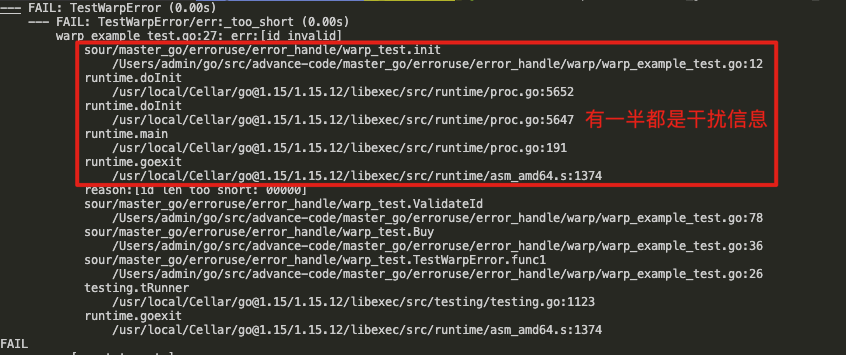 --- FAIL: TestWarpError (0.00s)
--- FAIL: TestWarpError/err:_too_short (0.00s)
warp_example_test.go:27: err:[id invalid]
sour/master_go/erroruse/error_handle/warp_test.init
/Users/admin/go/src/advance-code/master_go/erroruse/error_handle/warp/warp_example_test.go:12
runtime.doInit
/usr/local/Cellar/go@1.15/1.15.12/libexec/src/runtime/proc.go:5652
runtime.doInit
/usr/local/Cellar/go@1.15/1.15.12/libexec/src/runtime/proc.go:5647
有一半都是干扰信息
runtime.main
/usr/local/Cellar/go@1.15/1.15.12/libexec/src/runtime/proc.go:191
runtime.goexit
/usr/local/Cellar/go@1.15/1.15.12/libexec/src/runtime/asm_amd64.s:1374
reason:[id len too short: 00000]
sour/master_go/erroruse/error_handle/warp_test.ValidateId
/Users/admin/go/src/advance-code/master_go/erroruse/error_handle/warp/warp_example_test.go:78
sour/master_go/erroruse/error_handle/warp_test.Buy
/Users/admin/go/src/advance-code/master_go/erroruse/error_handle/warp/warp_example_test.go:36
sour/master_go/erroruse/error_handle/warp_test.TestWarpError.func1
/Users/admin/go/src/advance-code/master_go/erroruse/error_handle/warp/warp_example_test.go:26
testing.tRunner
/usr/local/Cellar/go@1.15/1.15.12/libexec/src/testing/testing.go:1123
runtime.goexit
/usr/local/Cellar/go@1.15/1.15.12/libexec/src/runtime/asm_amd64.s:1374
FAIL